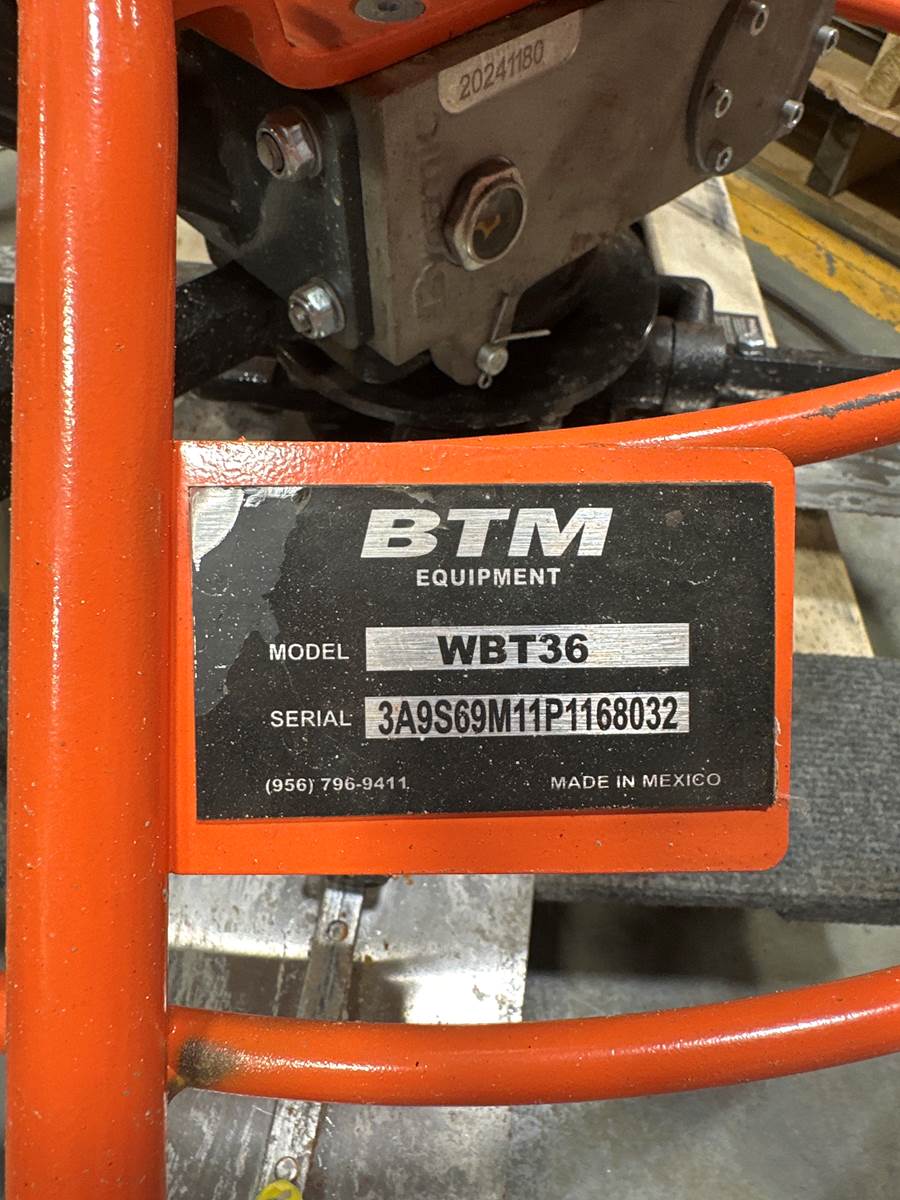 20241180
BTM
EQUIPMENT
MODEL WBT36
SERIAL 3A9S69M11P1168032
(956) 796-9411 MADE IN MEXICO